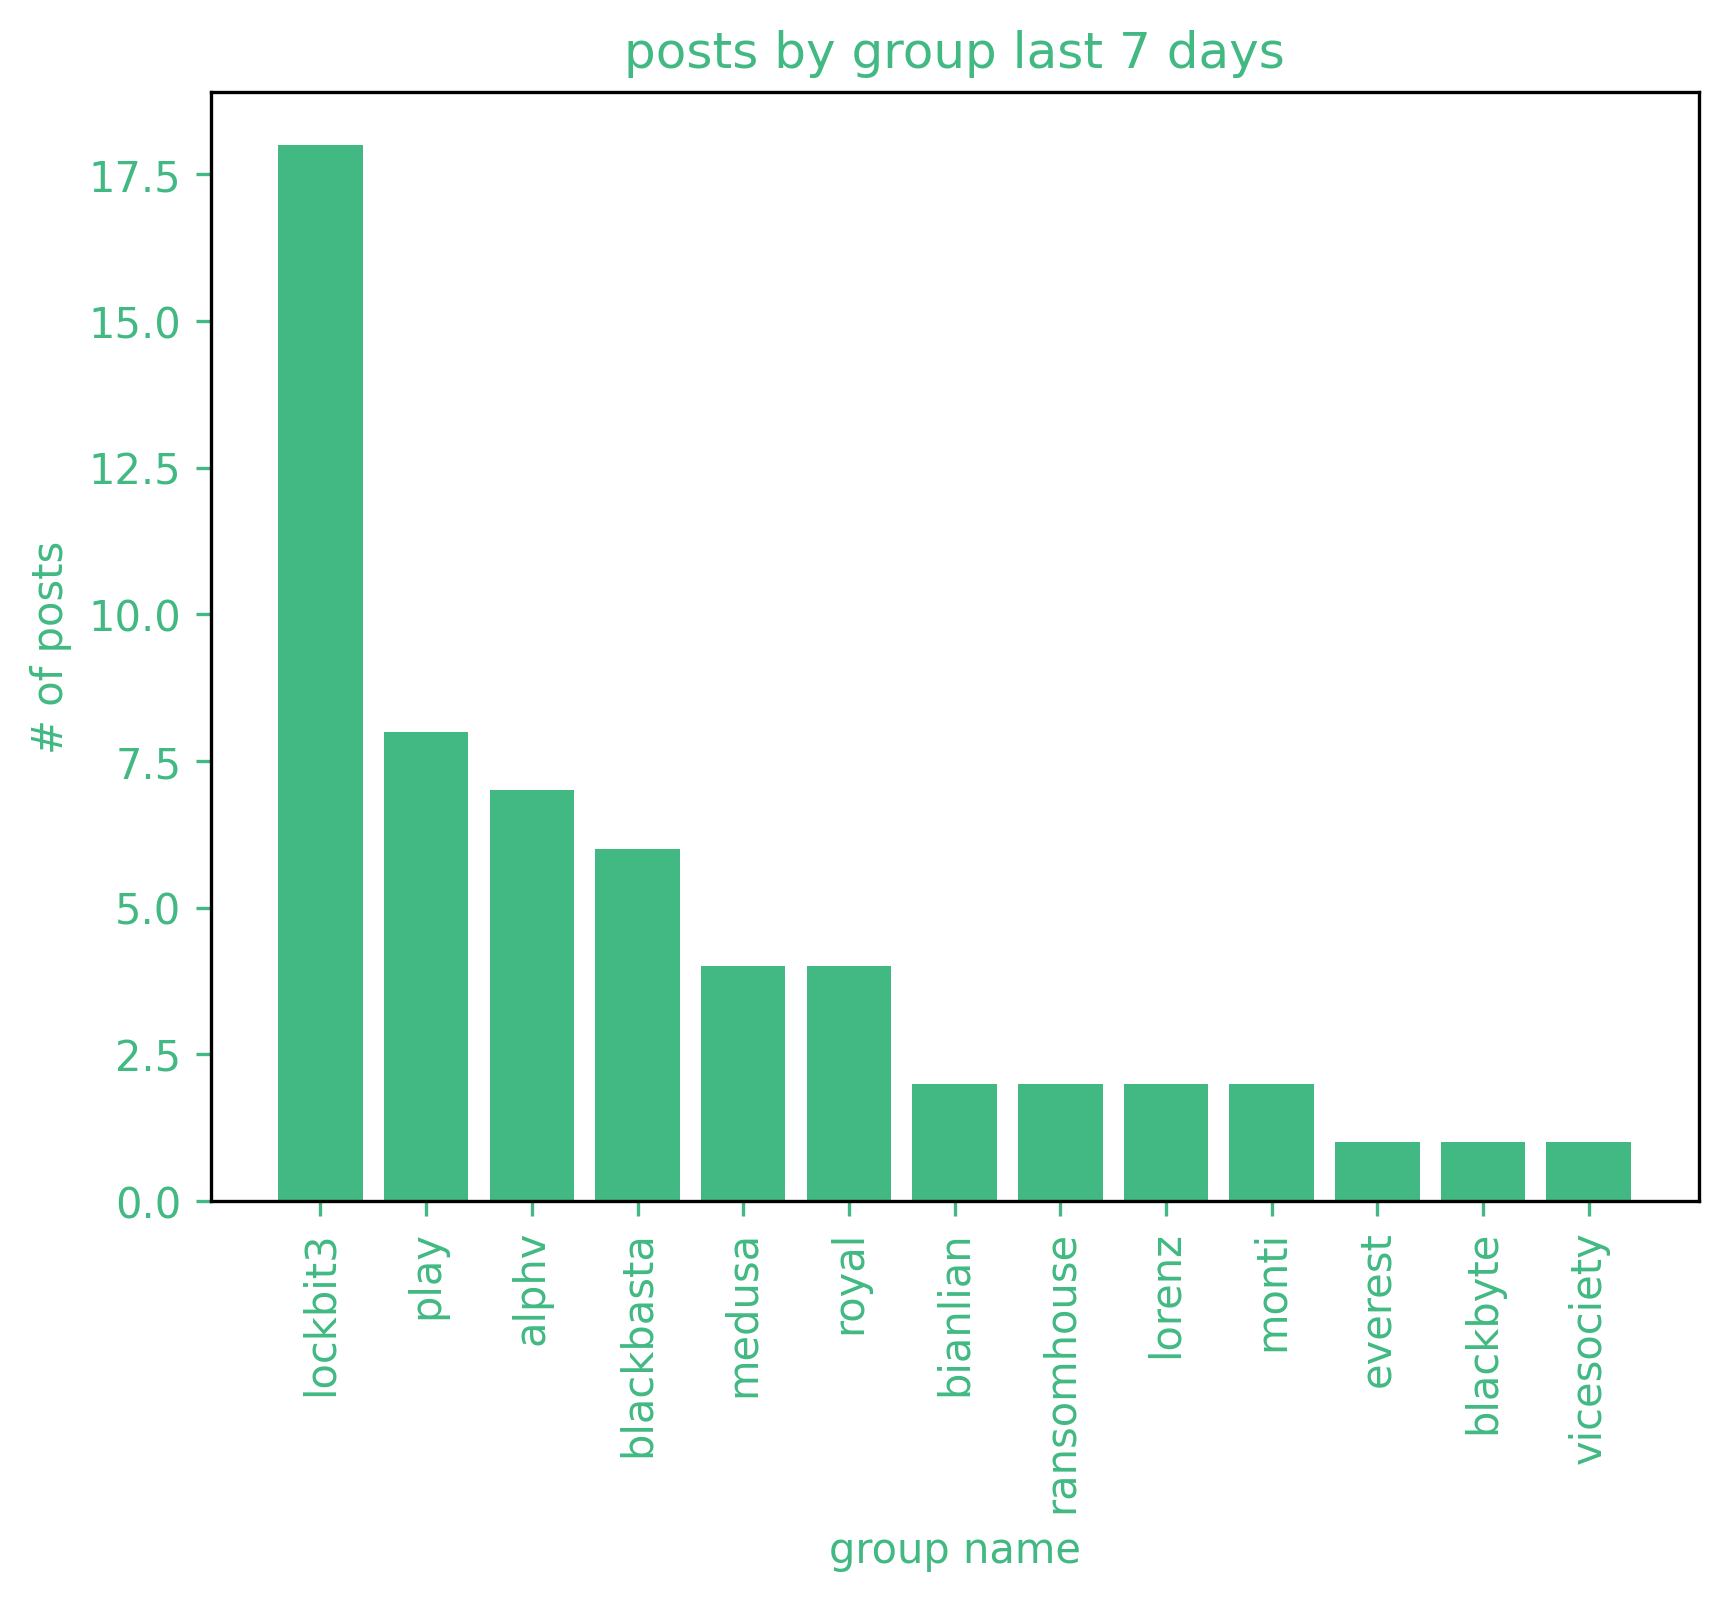 posts by group last 7 days
# of posts
17.5
15.0
12.5
10.0
7.5
5.0
2.5
0.0
lockbit3
play
alphv
blackbasta
medusa
royal
bianlian
ransomhouse
lorenz
monti
everest
blackbyte
vicesociety
group name